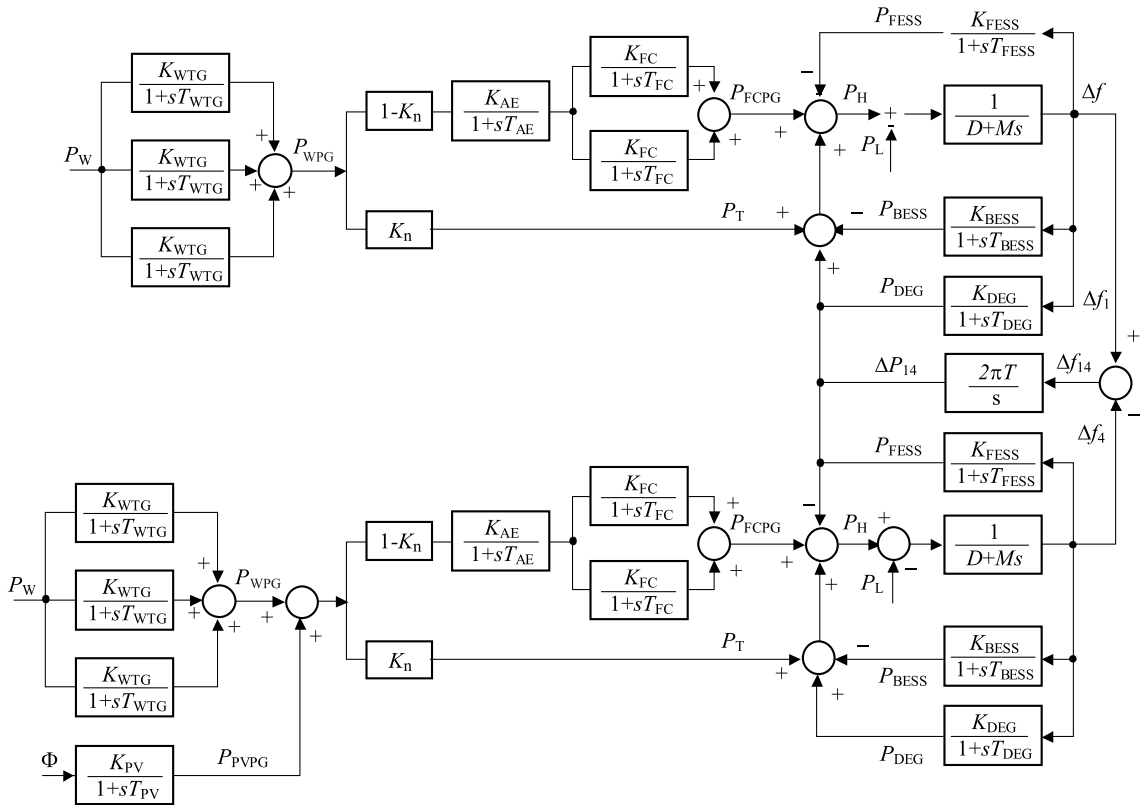 P_FESS
K_FESS
1+sT_FESS
Δf
−
K_WTG
1+sT_WTG
K_FC
1+sT_FC
+
P_FCPG
+
−
P_H
+
−
1
D+Ms
1-K_n
K_AE
1+sT_AE
P_W
K_WTG
1+sT_WTG
+
+
+
P_WPG
K_FC
1+sT_FC
+
+
P_L
K_WTG
1+sT_WTG
K_n
P_T
+
−
P_BESS
K_BESS
1+sT_BESS
+
P_DEG
K_DEG
1+sT_DEG
Δf_1
+
ΔP_14
2πT
s
Δf_14
−
Δf_4
P_FESS
K_FESS
1+sT_FESS
K_WTG
1+sT_WTG
K_FC
1+sT_FC
+
P_FCPG
+
−
P_H
+
−
1
D+Ms
1-K_n
K_AE
1+sT_AE
P_W
K_WTG
1+sT_WTG
+
+
+
P_WPG
+
+
K_FC
1+sT_FC
+
+
P_L
K_WTG
1+sT_WTG
K_n
P_T
+
−
P_BESS
K_BESS
1+sT_BESS
+
P_DEG
K_DEG
1+sT_DEG
Φ
K_PV
1+sT_PV
P_PVPG